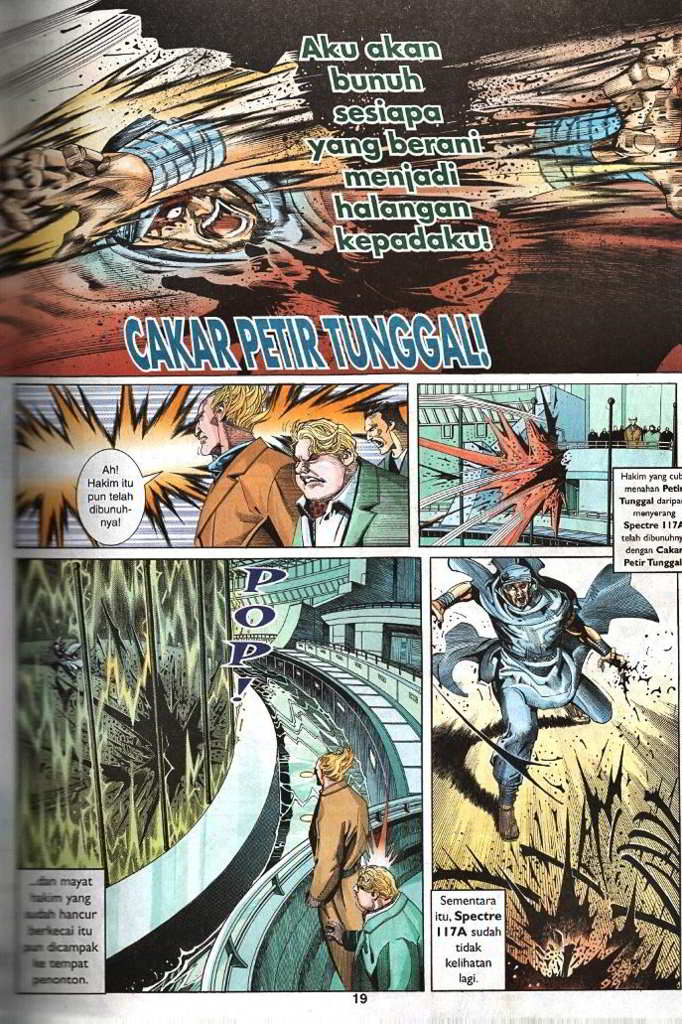 Aku akan
bunuh
sesiapa
yang berani
menjadi
halangan
kepadaku!
CAKAR PETIR TUNGGAL!
Ah!
Hakim itu
pun telah
dibunuh-
nya!
Hakim yang cub
menahan Petir
Tunggal daripa
menyerang
Spectre 117A
telah dibunuhny
dengan Cakar
Petir Tunggal
POP!
...dan mayat
hakim yang
sudah hancur
berkecai itu
pun dicampak
ke tempat
penonton.
Sementara
itu, Spectre
117A sudah
tidak
kelihatan
lagi.
19